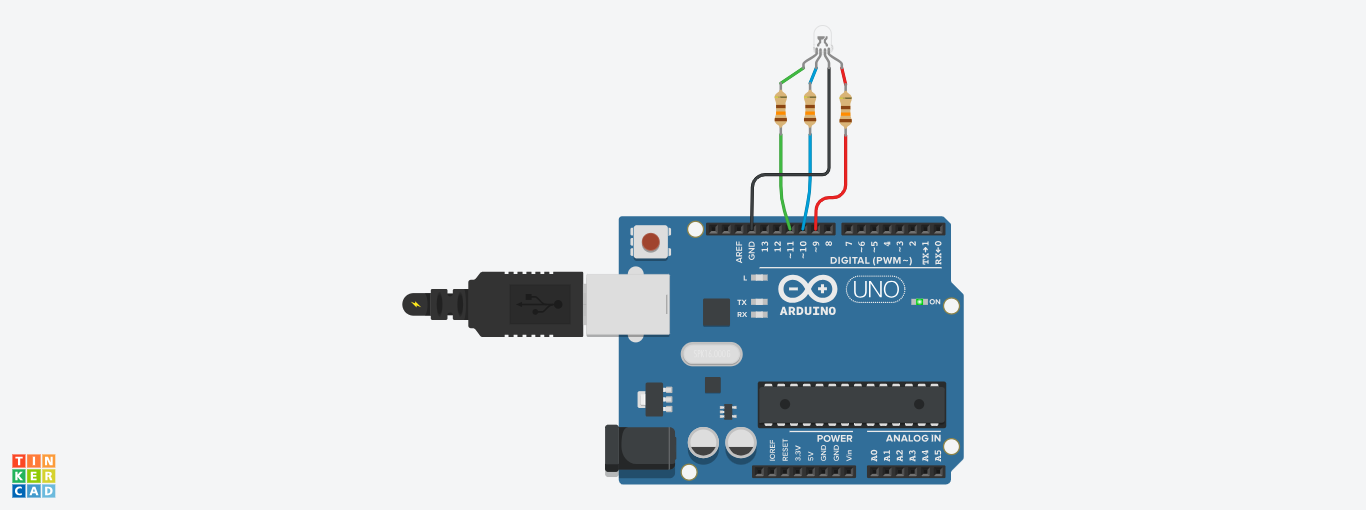 AREF
GND
13
12
~11
~10
~9
8
7
~6
~5
4
~3
2
TX→1
RX←0
DIGITAL (PWM~)
L
TX
RX
ARDUINO
UNO
ON
POWER
ANALOG IN
IOREF
RESET
3.3V
5V
GND
GND
Vin
A0
A1
A2
A3
A4
A5
TIN
KER
CAD